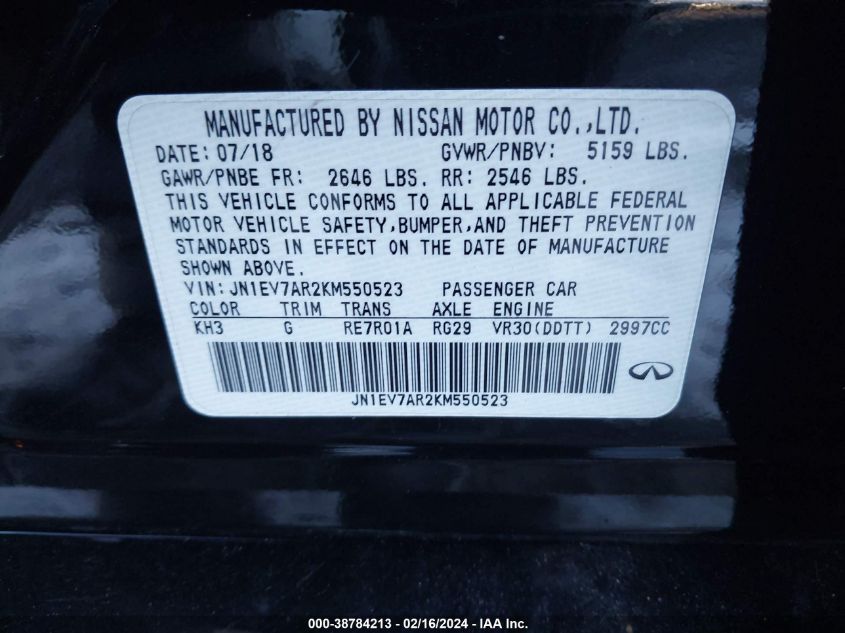 MANUFACTURED BY NISSAN MOTOR CO.,LTD.
DATE: 07/18 GVWR/PNBV: 5159 LBS.
GAWR/PNBE FR: 2646 LBS. RR: 2546 LBS.
THIS VEHICLE CONFORMS TO ALL APPLICABLE FEDERAL
MOTOR VEHICLE SAFETY,BUMPER,AND THEFT PREVENTION
STANDARDS IN EFFECT ON THE DATE OF MANUFACTURE
SHOWN ABOVE.
VIN: JN1EV7AR2KM550523 PASSENGER CAR
COLOR TRIM TRANS AXLE ENGINE
KH3 G RE7R01A RG29 VR30(DDTT) 2997CC
JN1EV7AR2KM550523
000-38784213 - 02/16/2024 - IAA Inc.